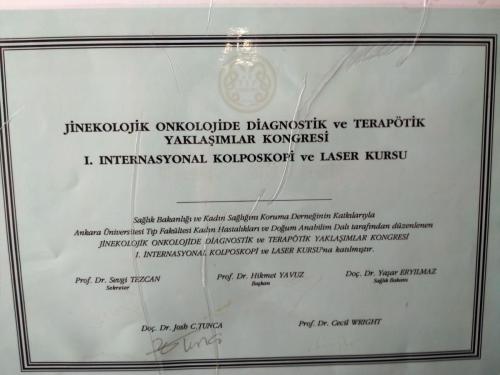 JİNEKOLOJİK ONKOLOJİDE DİAGNOSTİK ve TERAPÖTİK
YAKLAŞIMLAR KONGRESİ
I. INTERNASYONAL KOLPOSKOPİ ve LASER KURSU
Sağlık Bakanlığı ve Kadın Sağlığını Koruma Derneğinin Katkılarıyla
Ankara Üniversitesi Tıp Fakültesi Kadın Hastalıkları ve Doğum Anabilim Dalı tarafından düzenlenen
JİNEKOLOJİK ONKOLOJİDE DİAGNOSTİK ve TERAPÖTİK YAKLAŞIMLAR KONGRESİ
I. INTERNASYONAL KOLPOSKOPİ ve LASER KURSU'na katılmıştır.
Prof. Dr. Sevgi TEZCAN Prof. Dr. Hikmet YAVUZ Doç. Dr. Yaşar ERYILMAZ
Sekreter Başkan Sağlık Bakanı
Doç. Dr. Josh C.TUNCA Prof. Dr. Cecil WRIGHT